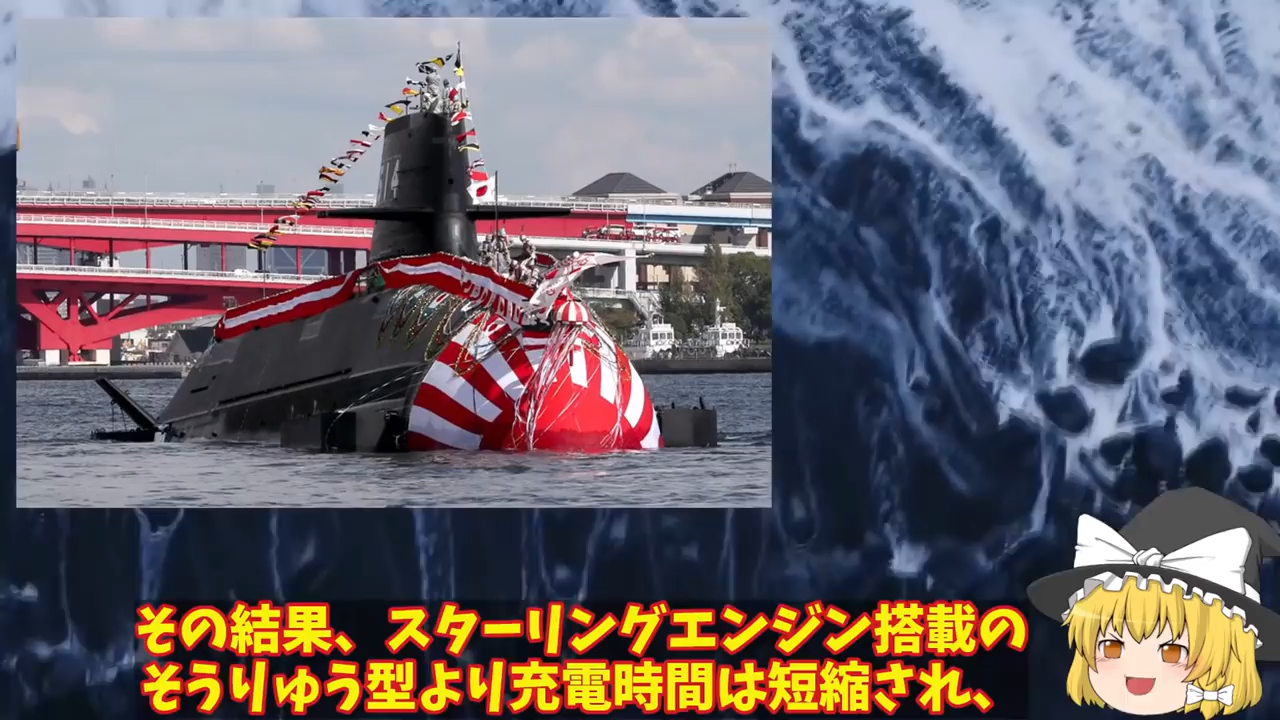 74
その結果、スターリングエンジン搭載の
そうりゅう型より充電時間は短縮され、